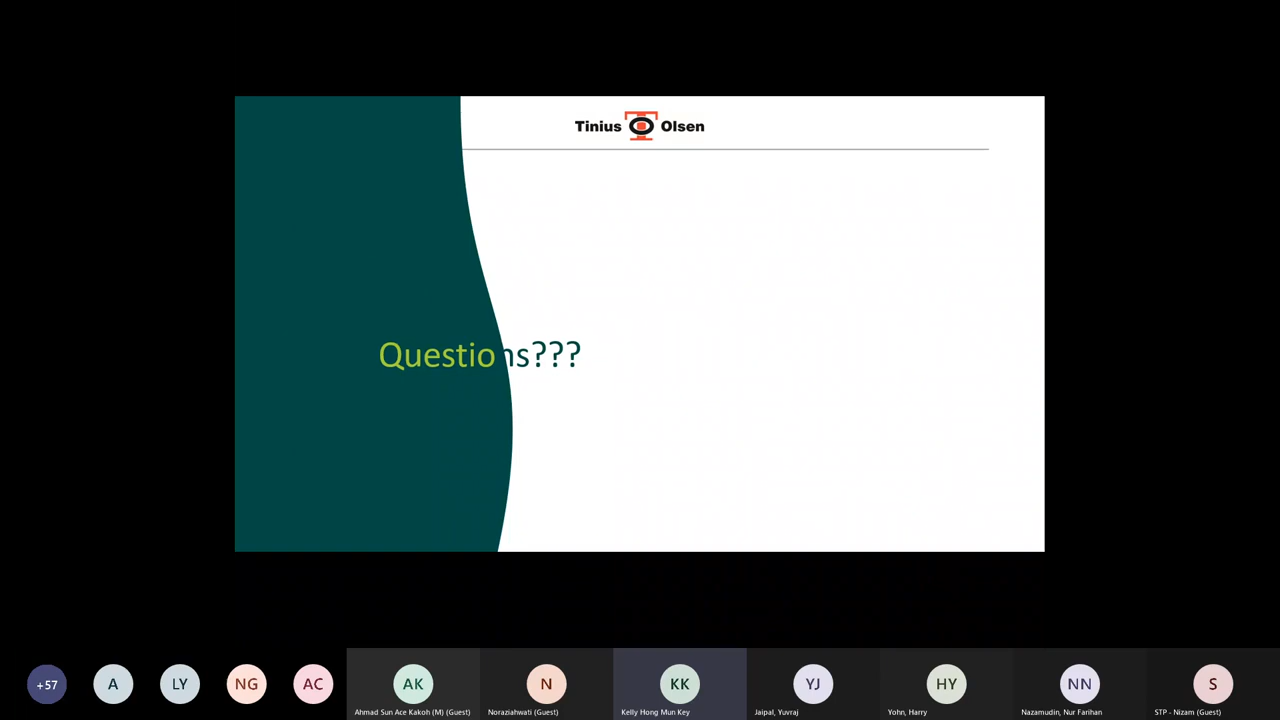 Tinius Olsen
Questions???
+57
A
LY
NG
AC
AK
N
KK
YJ
HY
NN
S
Ahmad Sun Ace Kakoh (M) (Guest)
Noraziahwati (Guest)
Kelly Hong Mun Key
Jaipal, Yuvraj
Yohn, Harry
Nazamudin, Nur Farihan
STP - Nizam (Guest)